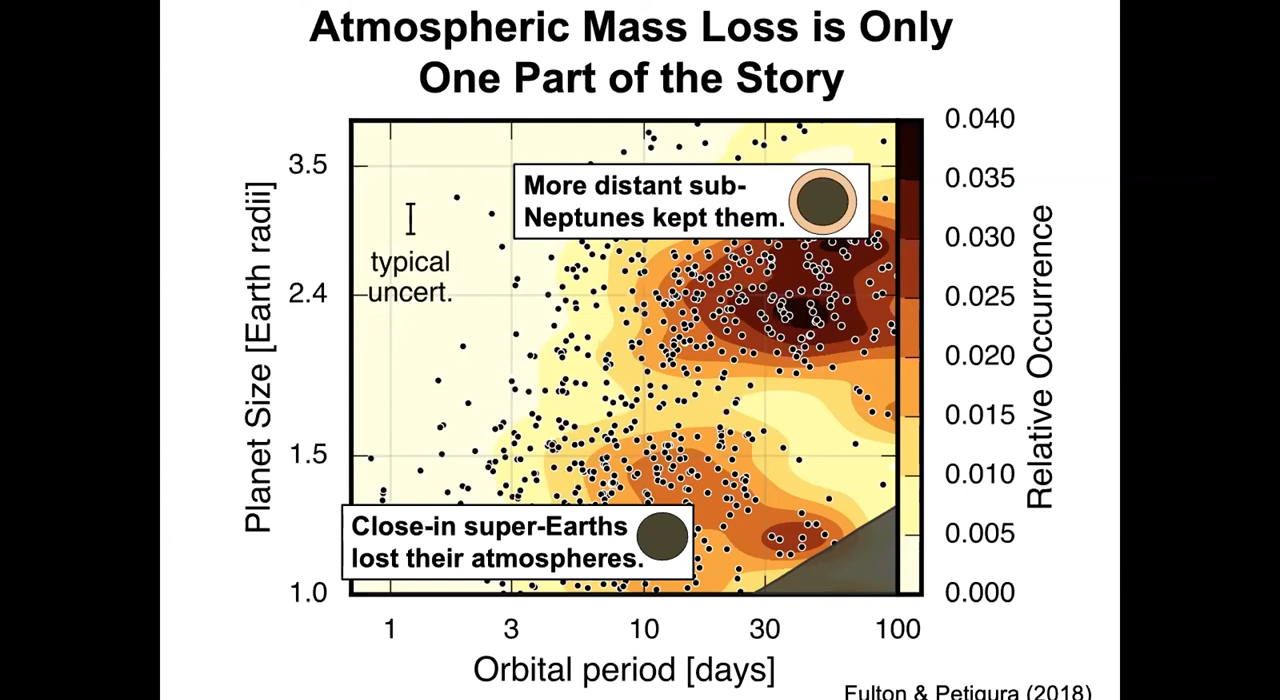 Atmospheric Mass Loss is Only
One Part of the Story
Planet Size [Earth radii]
3.5
2.4
1.5
1.0
typical
uncert.
More distant sub-
Neptunes kept them.
Close-in super-Earths
lost their atmospheres.
1
3
10
30
100
Orbital period [days]
0.040
0.035
0.030
0.025
0.020
0.015
0.010
0.005
0.000
Relative Occurrence
Fulton & Petigura (2018)